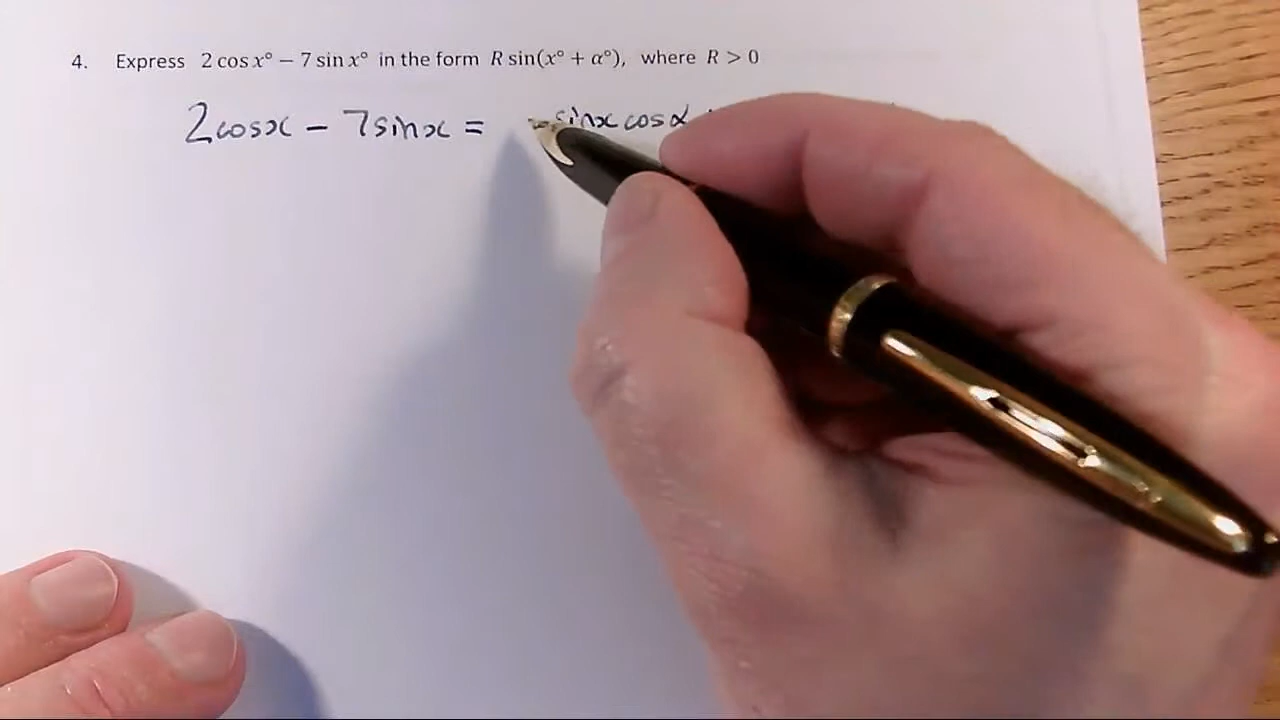 4. Express 2 cos x° − 7 sin x° in the form R sin(x° + α°), where R > 0
2cosx − 7sinx = sinx cosα